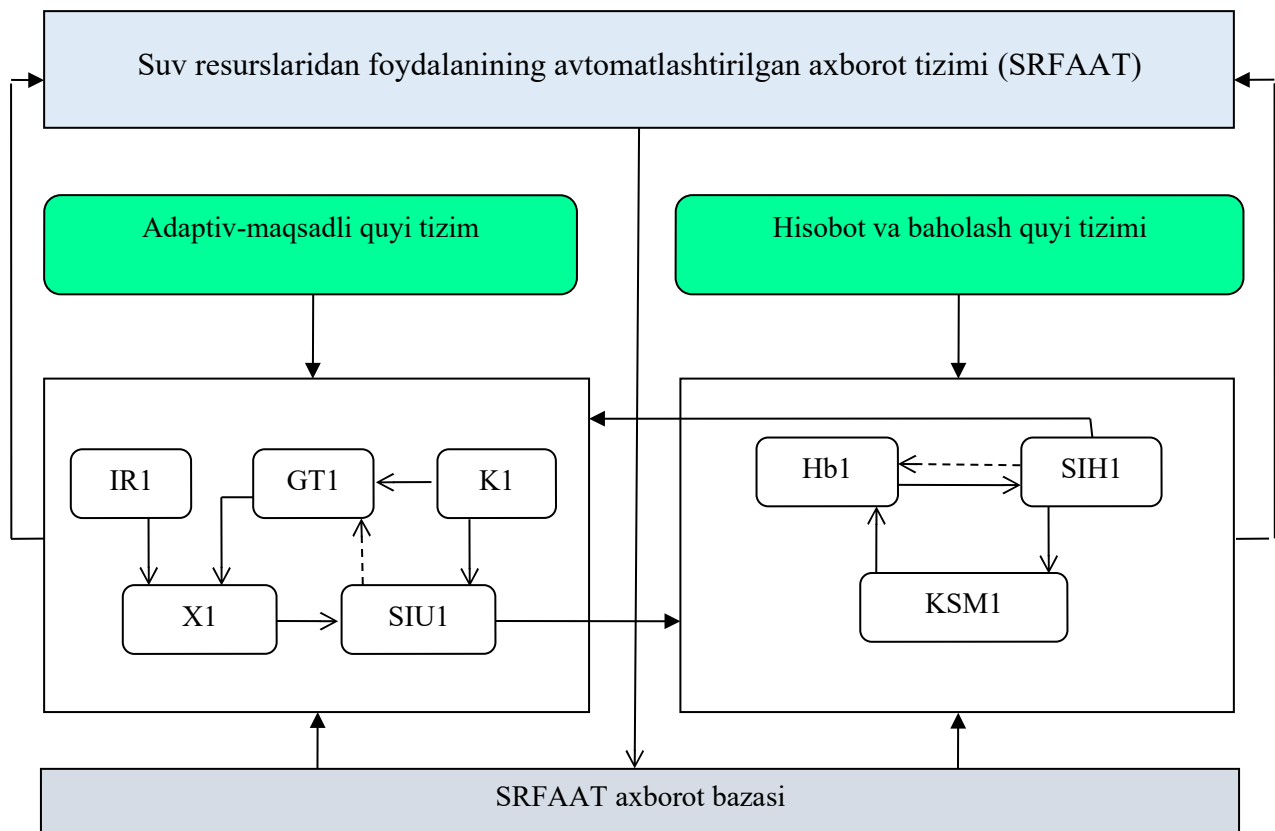 Suv resurslaridan foydalanining avtomatlashtirilgan axborot tizimi (SRFAAT)
Adaptiv-maqsadli quyi tizim
Hisobot va baholash quyi tizimi
IR1
GT1
K1
X1
SIU1
Hb1
SIH1
KSM1
SRFAAT axborot bazasi